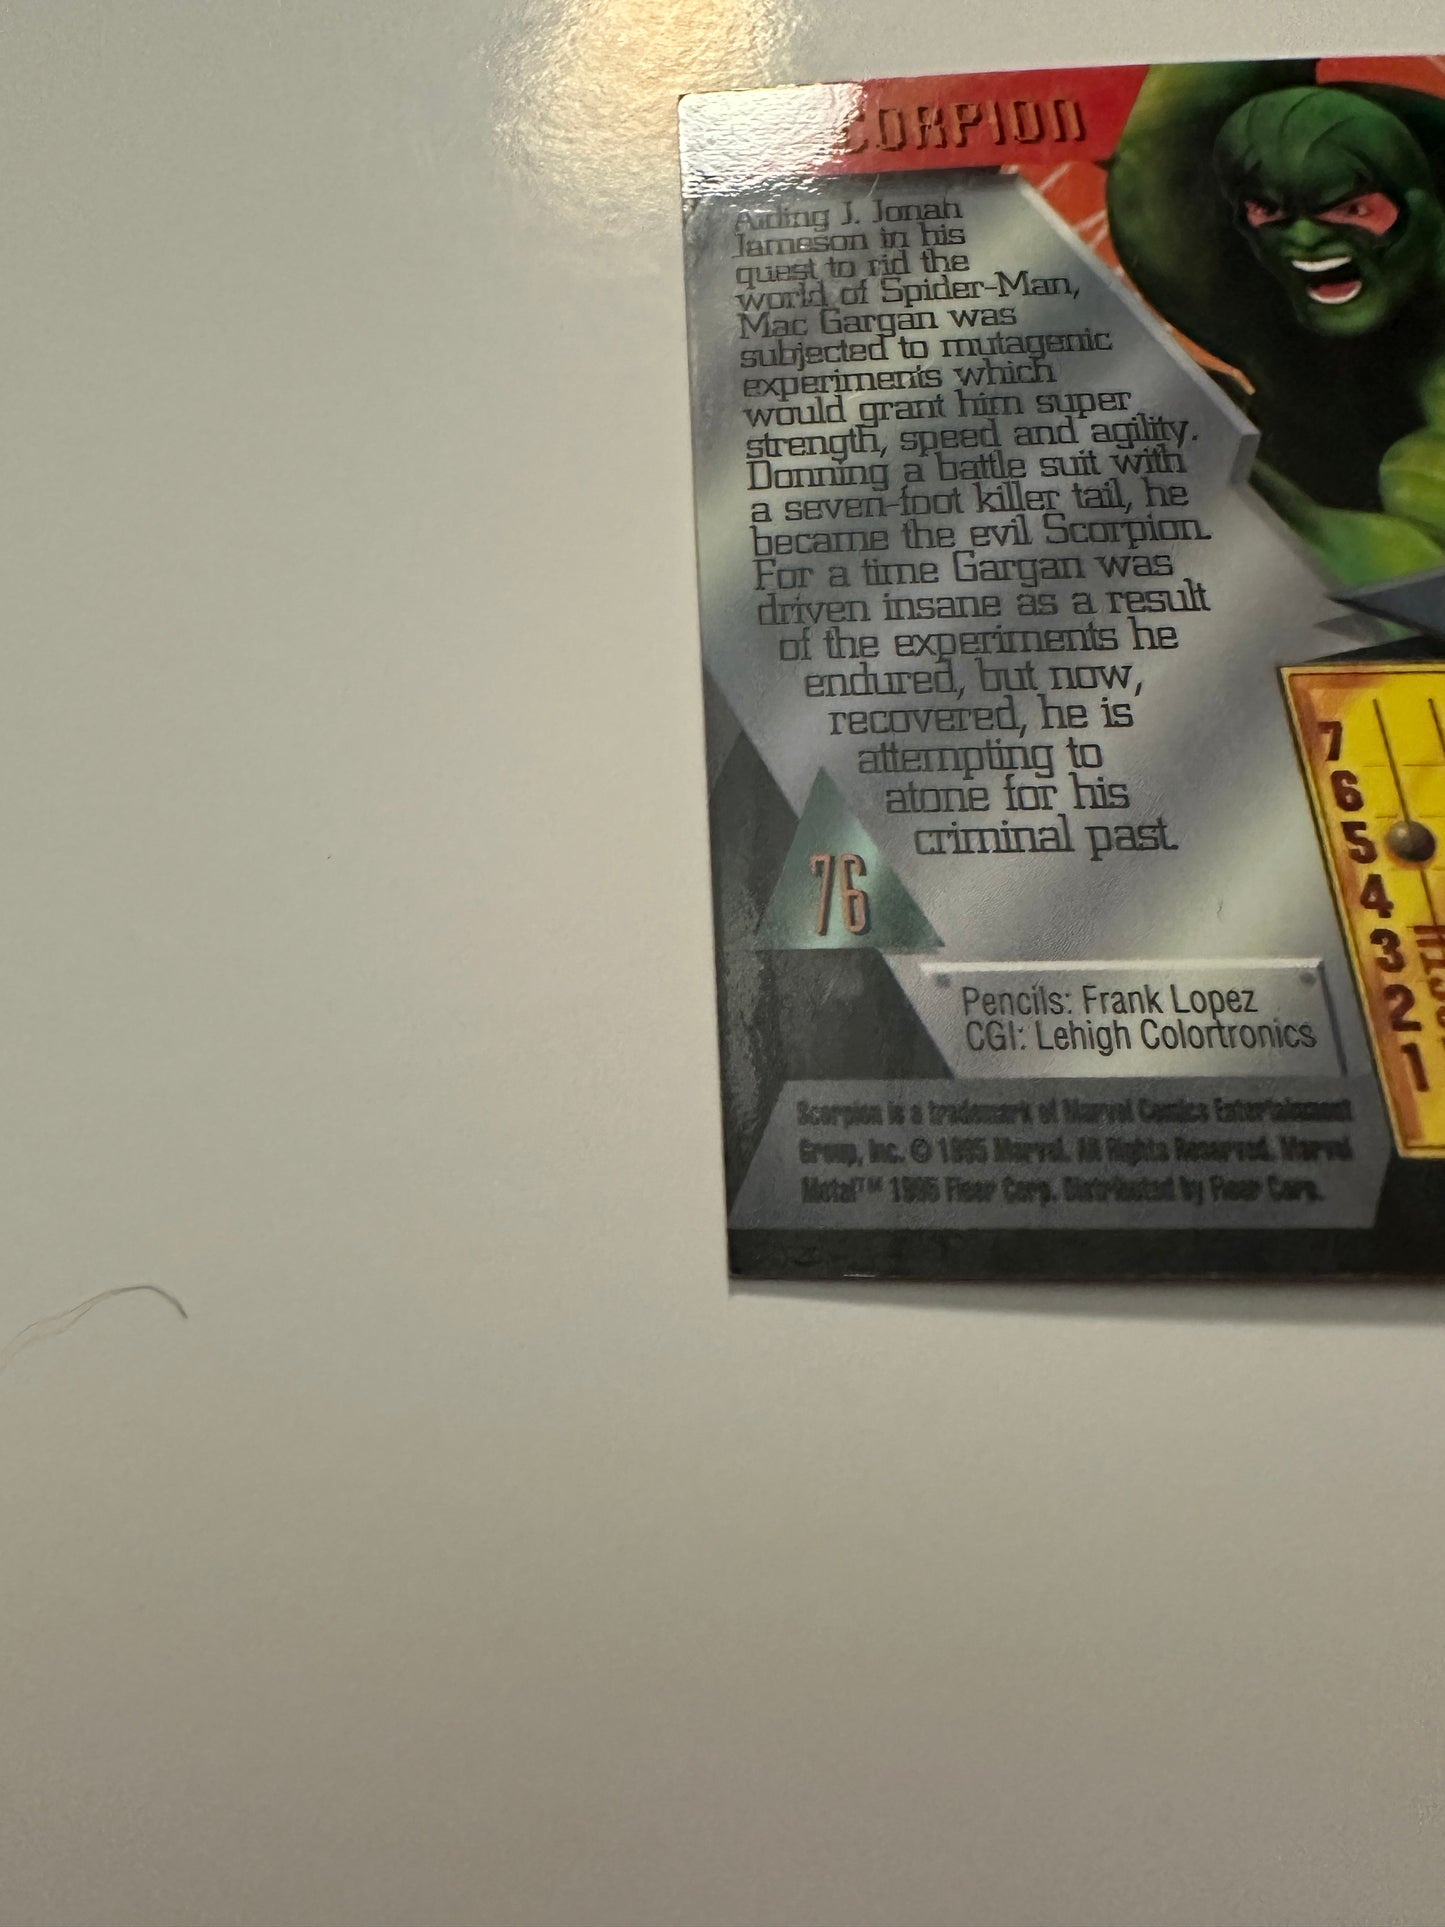 CORPION
Aiding J. Jonah
Jameson in his
quest to rid the
world of Spider-Man,
Mac Gargan was
subjected to mutagenic
experiments which
would grant him super
strength, speed and agility.
Donning a battle suit with
a seven-foot killer tail, he
became the evil Scorpion.
For a time Gargan was
driven insane as a result
of the experiments he
endured, but now,
recovered, he is
attempting to
atone for his
criminal past.
76
Pencils: Frank Lopez
CGI: Lehigh Colortronics
Scorpion is a trademark of Marvel Comics Entertainment
Group, Inc. © 1995 Marvel. All Rights Reserved. Marvel
Metal™ 1995 Fleer Corp. Distributed by Fleer Corp.
7
6
5
4
3
2
1